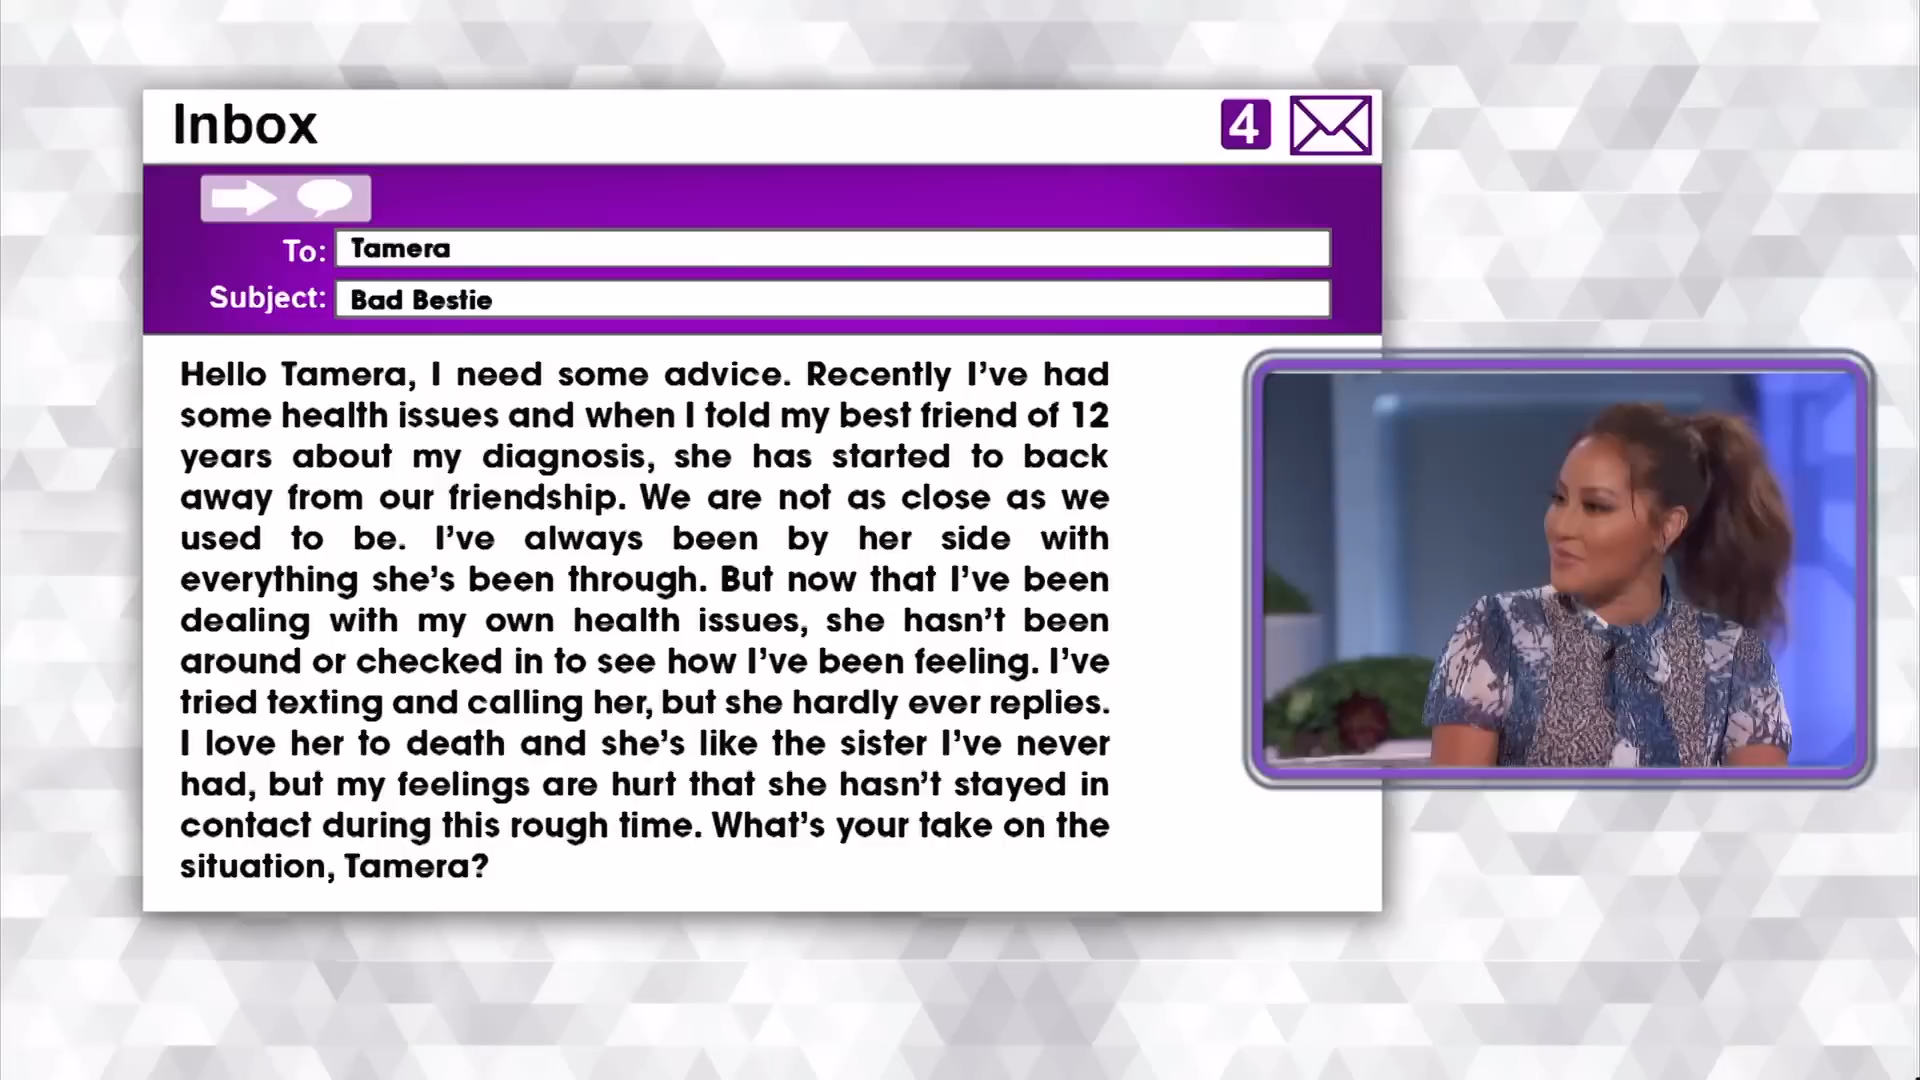 Inbox
4
To: Tamera
Subject: Bad Bestie
Hello Tamera, I need some advice. Recently I've had
some health issues and when I told my best friend of 12
years about my diagnosis, she has started to back
away from our friendship. We are not as close as we
used to be. I've always been by her side with
everything she's been through. But now that I've been
dealing with my own health issues, she hasn't been
around or checked in to see how I've been feeling. I've
tried texting and calling her, but she hardly ever replies.
I love her to death and she's like the sister I've never
had, but my feelings are hurt that she hasn't stayed in
contact during this rough time. What's your take on the
situation, Tamera?